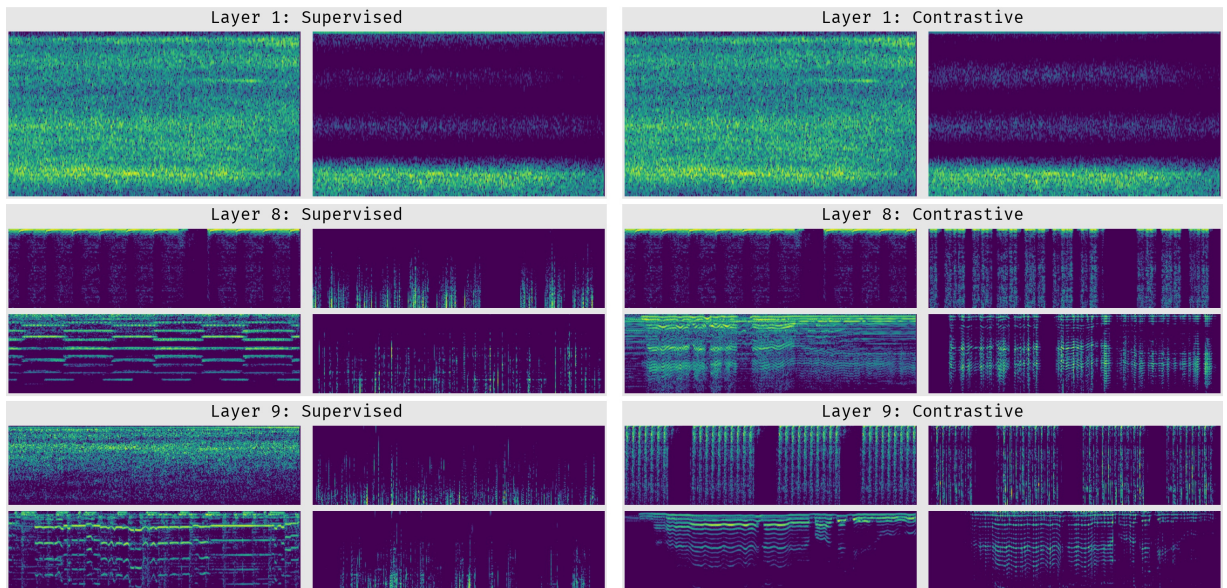 Layer 1: Supervised
Layer 1: Contrastive
Layer 8: Supervised
Layer 8: Contrastive
Layer 9: Supervised
Layer 9: Contrastive